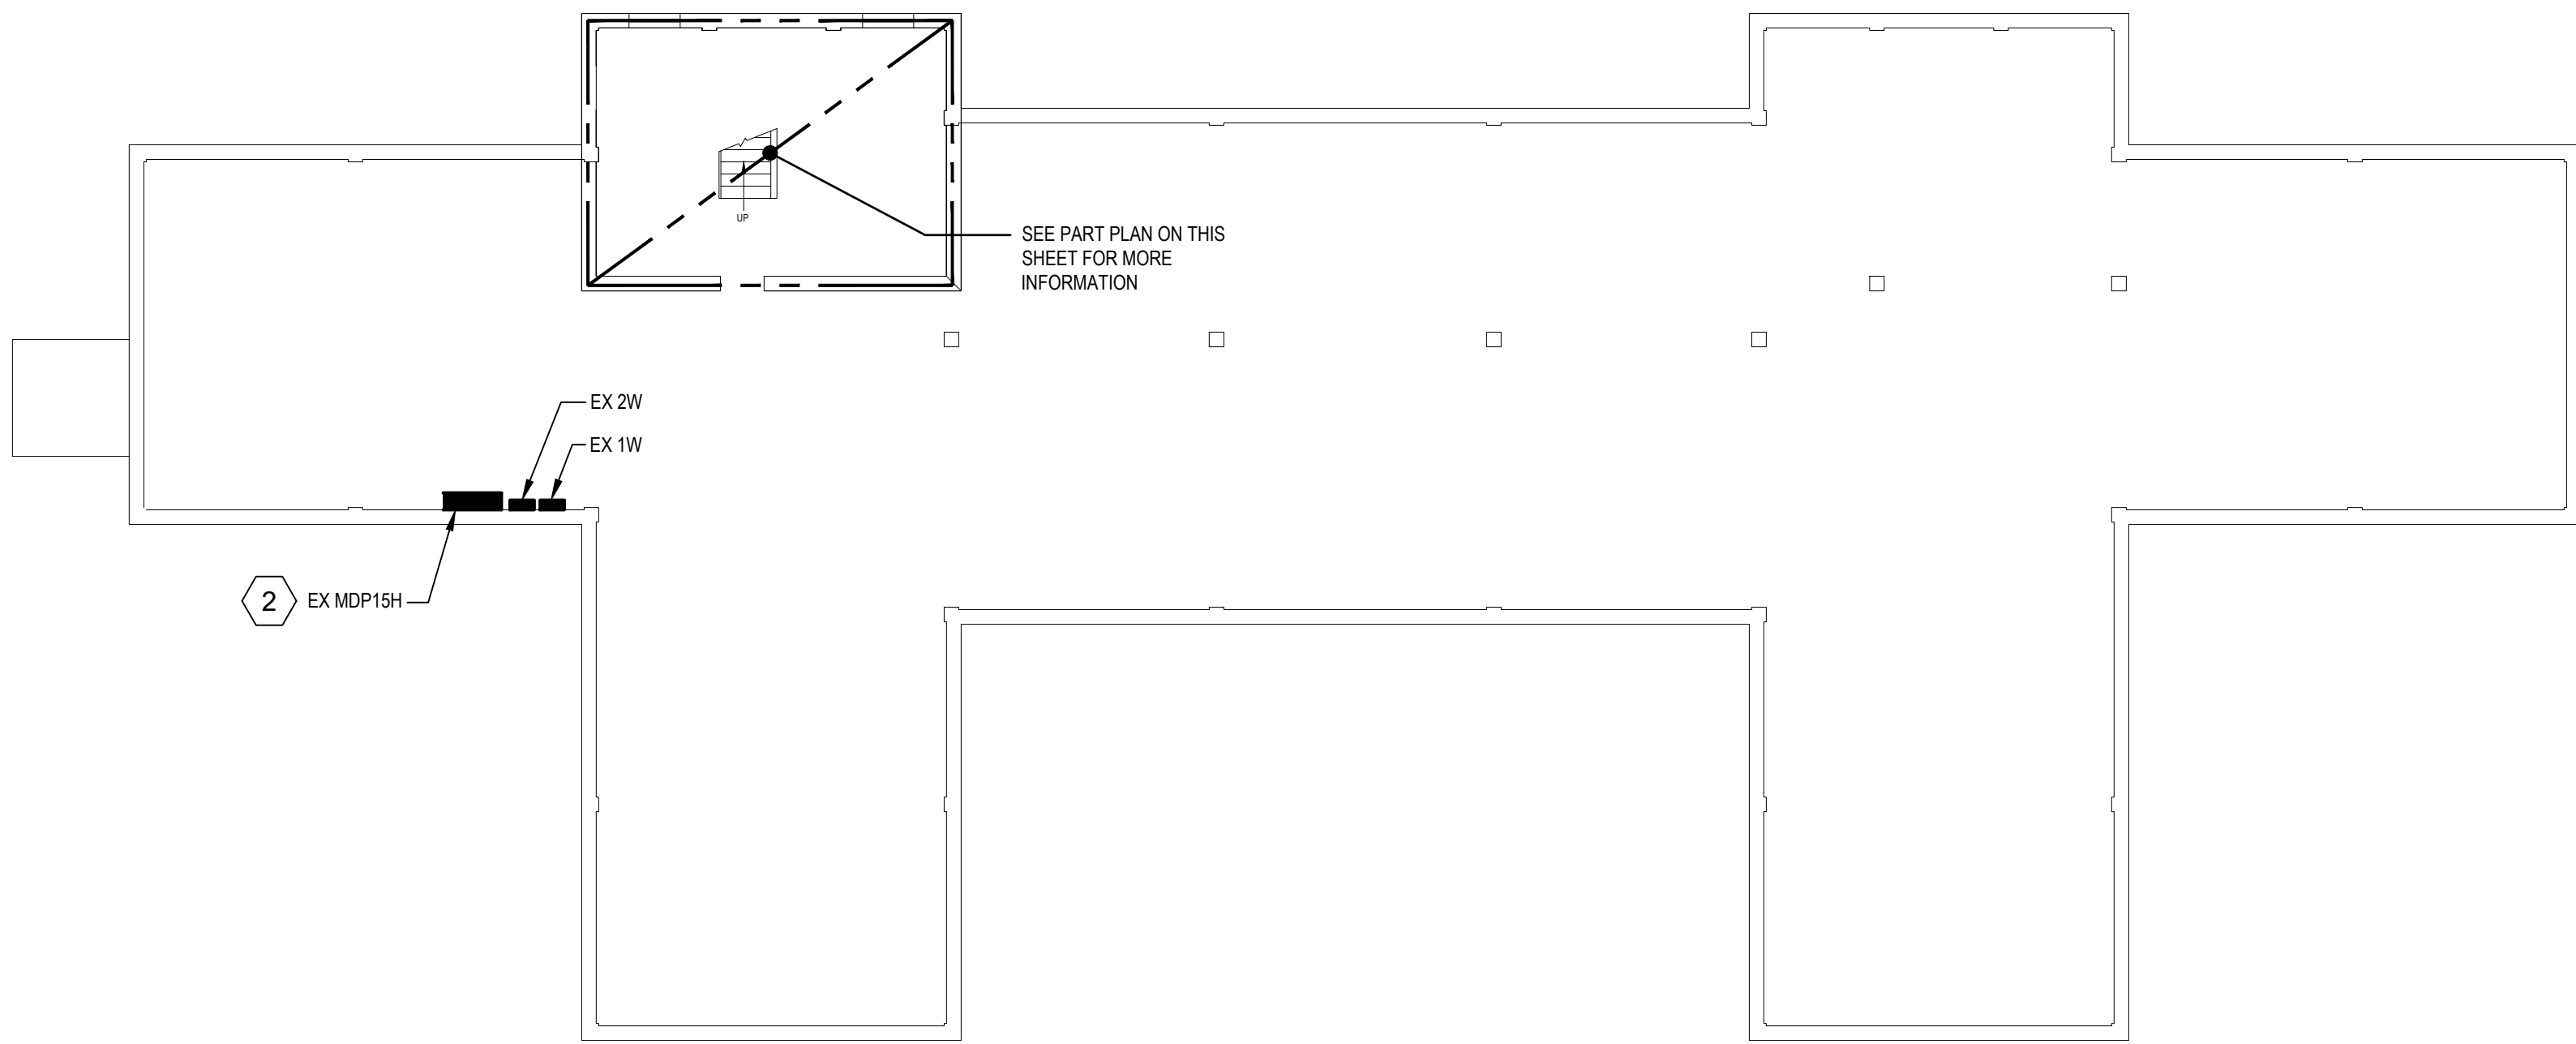 UP
SEE PART PLAN ON THIS
SHEET FOR MORE
INFORMATION
EX 2W
EX 1W
2 EX MDP15H